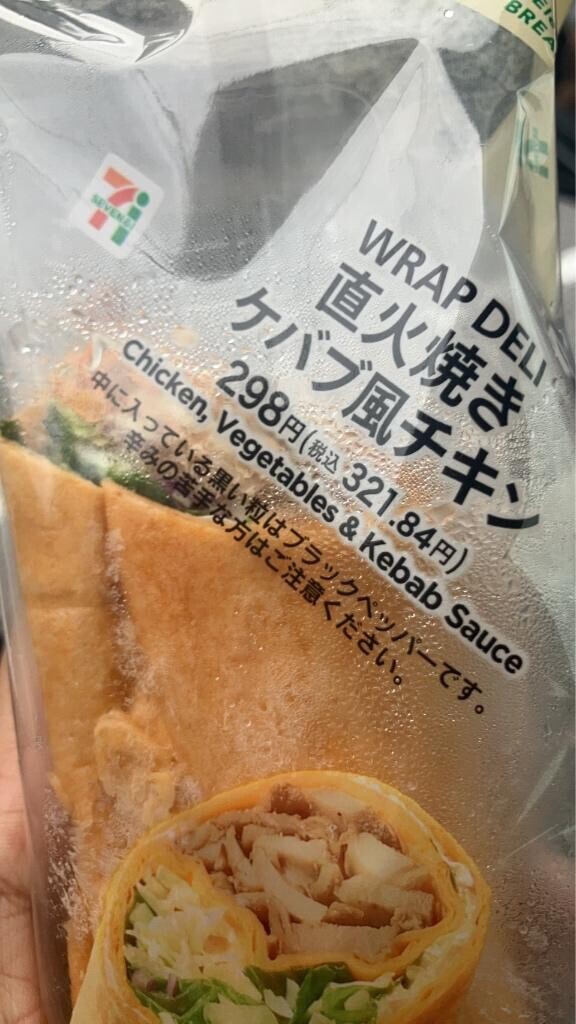 BREA
7
SEVEN&i
WRAP DELI
直火焼き
ケバブ風チキン
298円(税込 321.84円)
Chicken, Vegetables & Kebab Sauce
中に入っている黒い粒はブラックペッパーです。
辛みの苦手な方はご注意ください。